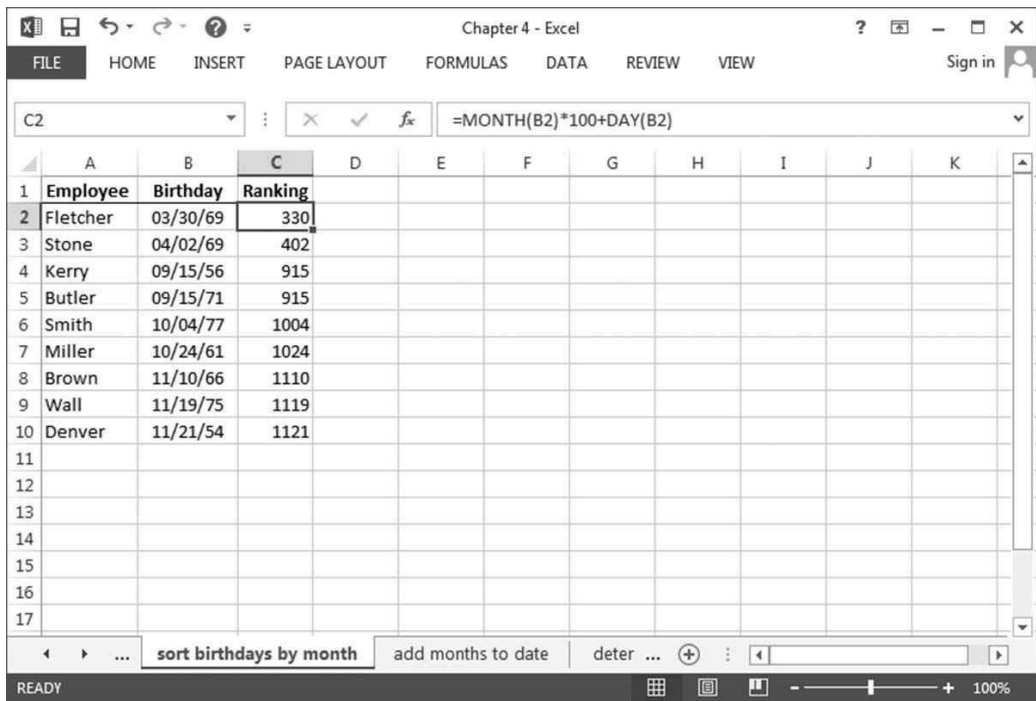 Chapter 4 - Excel
?
FILE HOME INSERT PAGE LAYOUT FORMULAS DATA REVIEW VIEW Sign in
C2 fx =MONTH(B2)*100+DAY(B2)
A B C D E F G H I J K
1 Employee Birthday Ranking
2 Fletcher 03/30/69 330
3 Stone 04/02/69 402
4 Kerry 09/15/56 915
5 Butler 09/15/71 915
6 Smith 10/04/77 1004
7 Miller 10/24/61 1024
8 Brown 11/10/66 1110
9 Wall 11/19/75 1119
10 Denver 11/21/54 1121
11
12
13
14
15
16
17
... sort birthdays by month add months to date deter ...
READY 100%